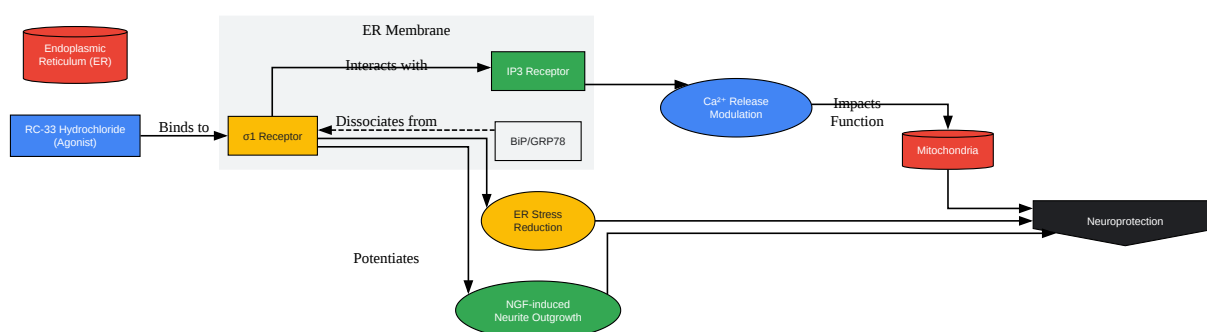 ER Membrane
Endoplasmic
Reticulum (ER)
Interacts with
IP3 Receptor
Ca²⁺ Release
Modulation
Impacts
Function
RC-33 Hydrochloride
(Agonist)
Binds to
σ1 Receptor
Dissociates from
BiP/GRP78
Mitochondria
ER Stress
Reduction
Neuroprotection
Potentiates
NGF-induced
Neurite Outgrowth